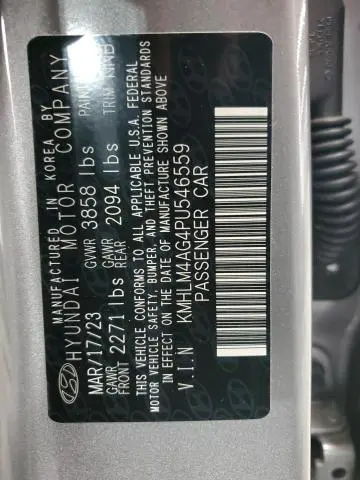 MANUFACTURED IN KOREA BY
HYUNDAI MOTOR COMPANY
MAR/17/23 GVWR 3858 lbs PAINT
GAWR FRONT 2271 lbs GAWR REAR 2094 lbs TRIM NNB
THIS VEHICLE CONFORMS TO ALL APPLICABLE U.S.A. FEDERAL
MOTOR VEHICLE SAFETY, BUMPER, AND THEFT PREVENTION STANDARDS
IN EFFECT ON THE DATE OF MANUFACTURE SHOWN ABOVE
V.I.N KMHLM4AG4PU546559
PASSENGER CAR